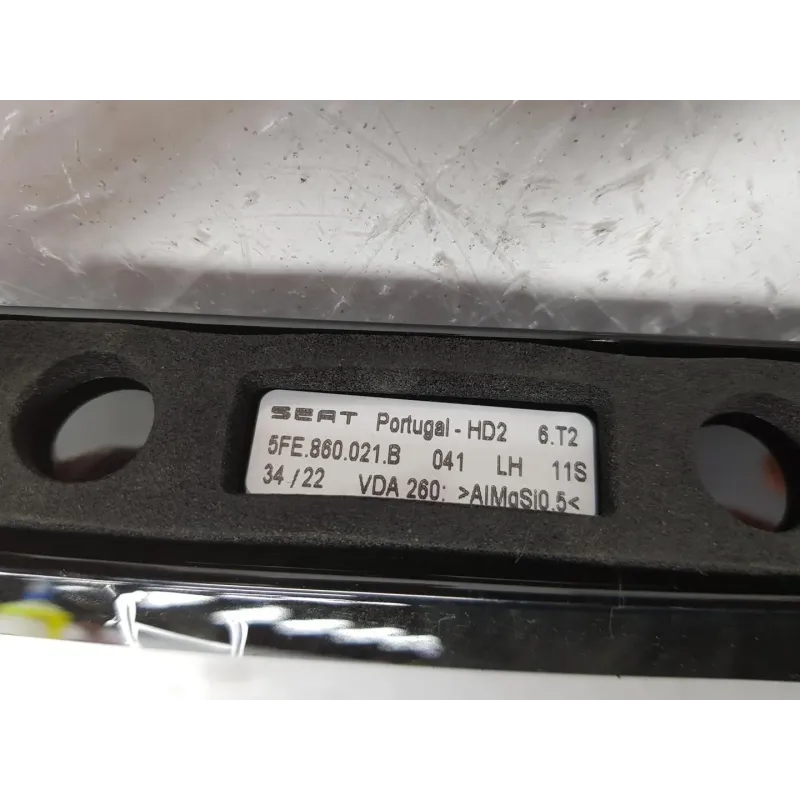 SEAT Portugal - HD2 6.T2
5FE.860.021.B 041 LH 11S
34 / 22 VDA 260: >AlMgSi0.5<